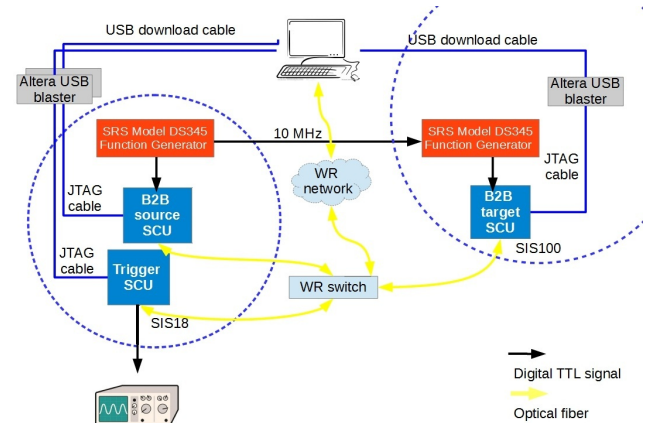 USB download cable
USB download cable
Altera USB
blaster
Altera USB
blaster
SRS Model DS345
Function Generator
10 MHz
SRS Model DS345
Function Generator
JTAG
cable
WR
network
JTAG
cable
B2B
source
SCU
B2B
target
SCU
SIS100
JTAG
cable
Trigger
SCU
WR switch
SIS18
Digital TTL signal
Optical fiber